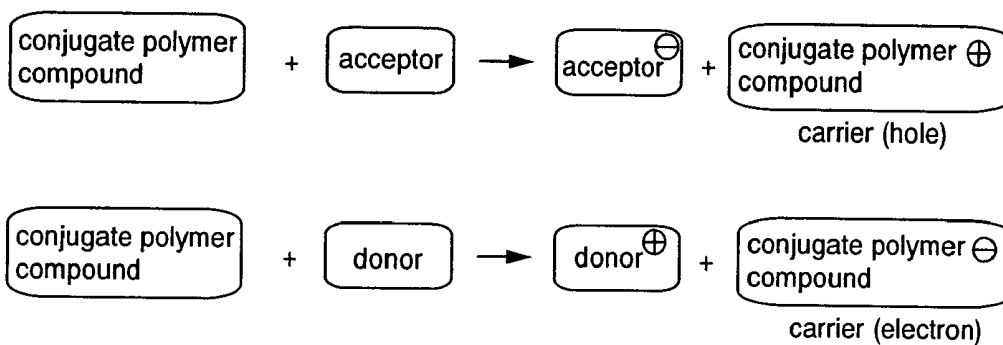 conjugate polymer compound + acceptor → acceptor ⊖ + conjugate polymer ⊕ compound
carrier (hole)
conjugate polymer compound + donor → donor ⊕ + conjugate polymer ⊖ compound
carrier (electron)